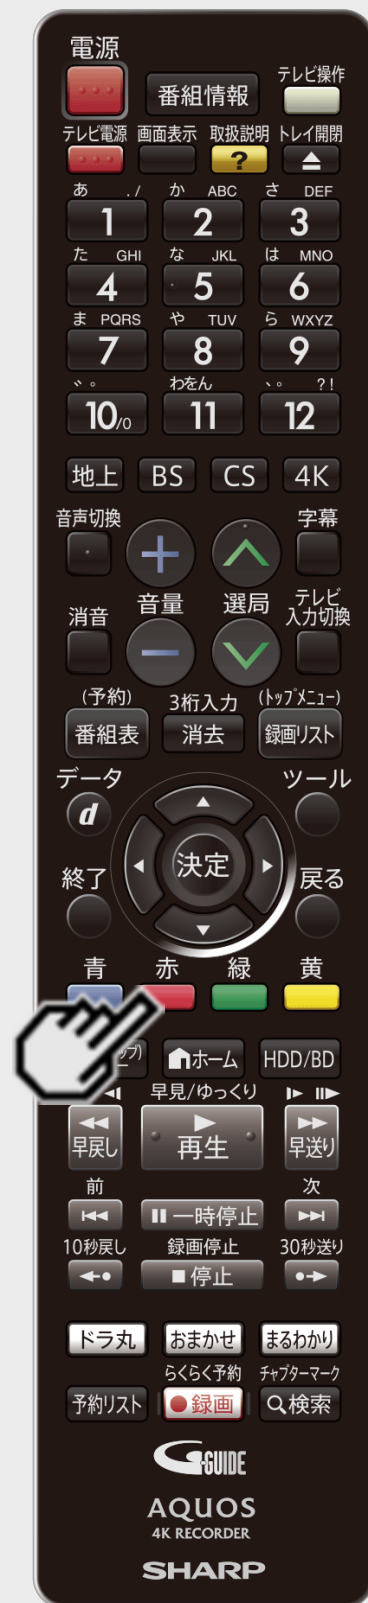 電源
番組情報
テレビ操作
テレビ電源 画面表示 取扱説明 トレイ開閉
?
あ ./ か ABC さ DEF
1 2 3
た GHI な JKL は MNO
4 5 6
ま PQRS や TUV ら WXYZ
7 8 9
゛゜ わをん 、。 ?!
10/0 11 12
地上 BS CS 4K
音声切換 字幕
音量 選局
消音
テレビ
入力切換
(予約) 3桁入力 (トップメニュー)
番組表 消去 録画リスト
データ ツール
d
決定
終了 戻る
青 赤 緑 黄
ップ)
ホーム HDD/BD
早見/ゆっくり
早戻し 再生 早送り
前 次
一時停止
10秒戻し 録画停止 30秒送り
停止
ドラ丸 おまかせ まるわかり
らくらく予約 チャプターマーク
予約リスト 録画 検索
G-GUIDE
AQUOS
4K RECORDER
SHARP